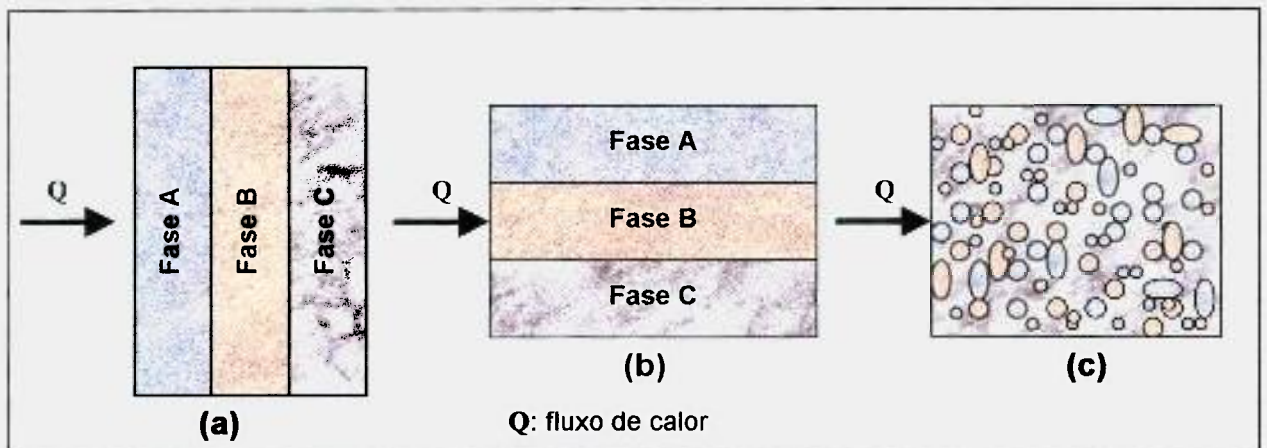 Q
Fase A
Fase B
Fase C
(a)
Q
Fase A
Fase B
Fase C
(b)
Q
(c)
Q: fluxo de calor